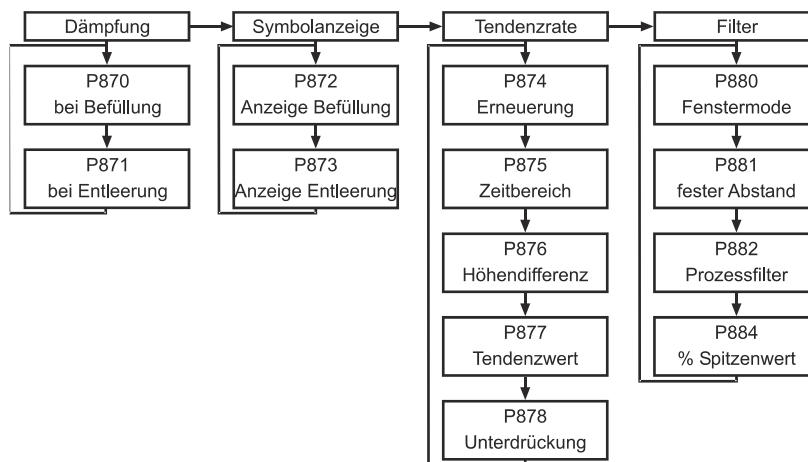 Dämpfung
Symbolanzeige
Tendenzrate
Filter
P870
bei Befüllung
P871
bei Entleerung
P872
Anzeige Befüllung
P873
Anzeige Entleerung
P874
Erneuerung
P875
Zeitbereich
P876
Höhendifferenz
P877
Tendenzwert
P878
Unterdrückung
P880
Fenstermode
P881
fester Abstand
P882
Prozessfilter
P884
% Spitzenwert